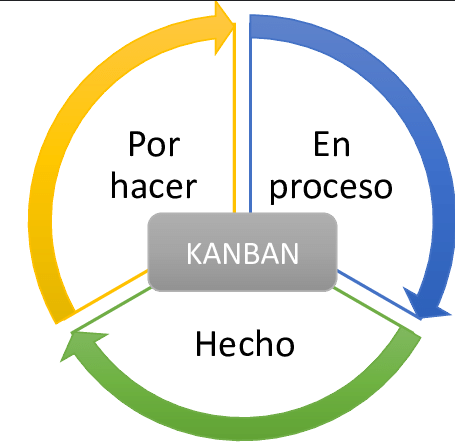 Por
hacer
En
proceso
KANBAN
Hecho